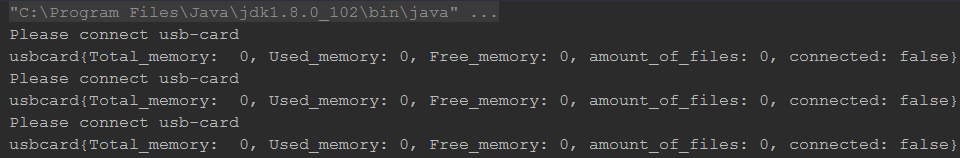 "C:\Program Files\Java\jdk1.8.0_102\bin\java" ...
Please connect usb-card
usbcard{Total_memory:  0, Used_memory: 0, Free_memory: 0, amount_of_files: 0, connected: false}
Please connect usb-card
usbcard{Total_memory:  0, Used_memory: 0, Free_memory: 0, amount_of_files: 0, connected: false}
Please connect usb-card
usbcard{Total_memory:  0, Used_memory: 0, Free_memory: 0, amount_of_files: 0, connected: false}